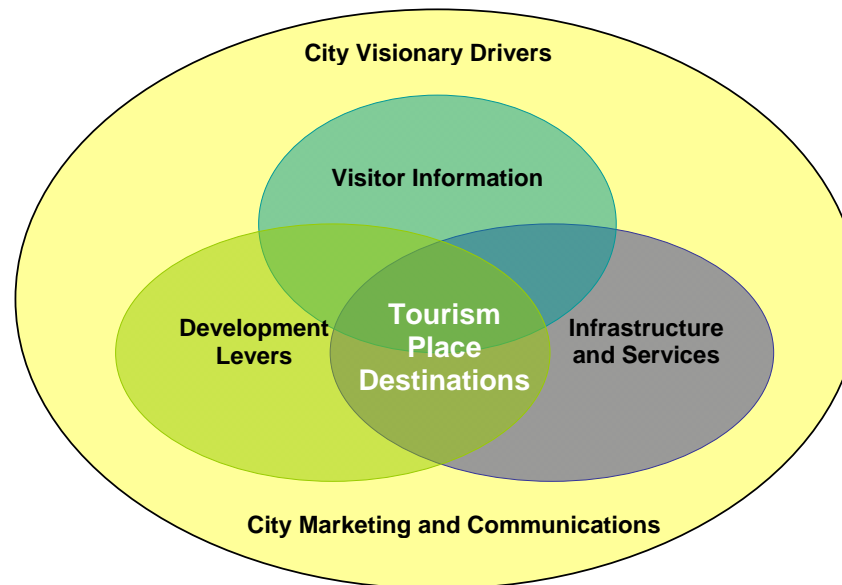 City Visionary Drivers
Visitor Information
Development
Levers
Tourism
Place
Destinations
Infrastructure
and Services
City Marketing and Communications